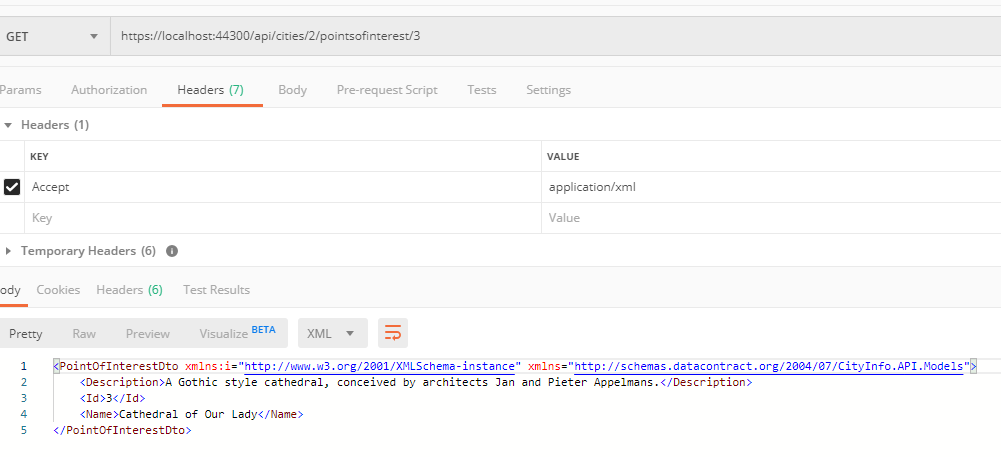 GET https://localhost:44300/api/cities/2/pointsofinterest/3
Params Authorization Headers (7) Body Pre-request Script Tests Settings
Headers (1)
KEY VALUE
Accept application/xml
Key Value
Temporary Headers (6) i
ody Cookies Headers (6) Test Results
Pretty Raw Preview Visualize BETA XML
1 <PointOfInterestDto xmlns:i="http://www.w3.org/2001/XMLSchema-instance" xmlns="http://schemas.datacontract.org/2004/07/CityInfo.API.Models">
2 <Description>A Gothic style cathedral, conceived by architects Jan and Pieter Appelmans.</Description>
3 <Id>3</Id>
4 <Name>Cathedral of Our Lady</Name>
5 </PointOfInterestDto>